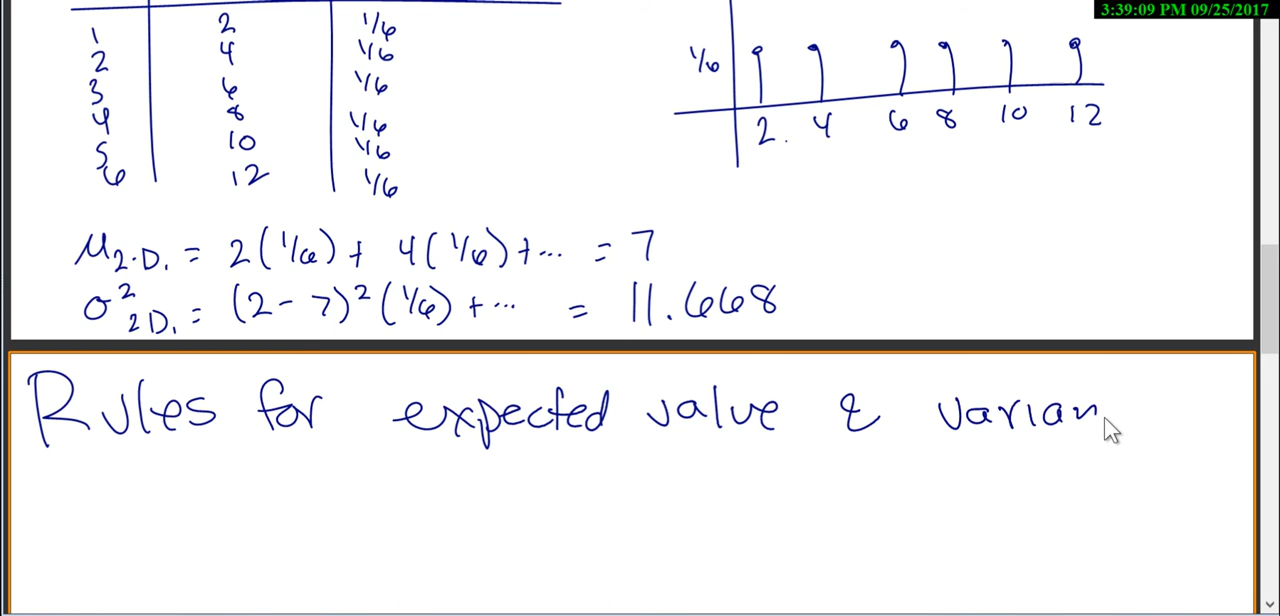 3:39:09 PM 09/25/2017
1 2 1/6
2 4 1/6
3 6 1/6
4 8 1/6
5 10 1/6
6 12 1/6
1/6
2. 4 6 8 10 12
μ2·D. = 2(1/6) + 4(1/6) + ... = 7
σ²2D. = (2 - 7)²(1/6) + ... = 11.668
Rules for expected value & varian